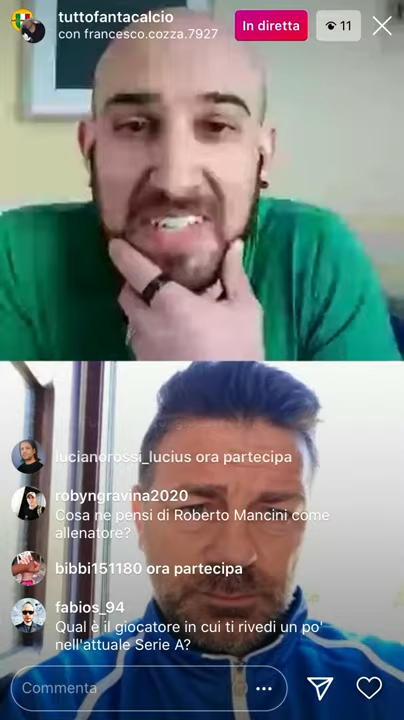 tuttofantacalcio
con francesco.cozza.7927
In diretta
11
lucianorossi_lucius ora partecipa
robyngravina2020
Cosa ne pensi di Roberto Mancini come
allenatore?
bibbi151180 ora partecipa
fabios_94
Qual è il giocatore in cui ti rivedi un po'
nell'attuale Serie A?
Commenta